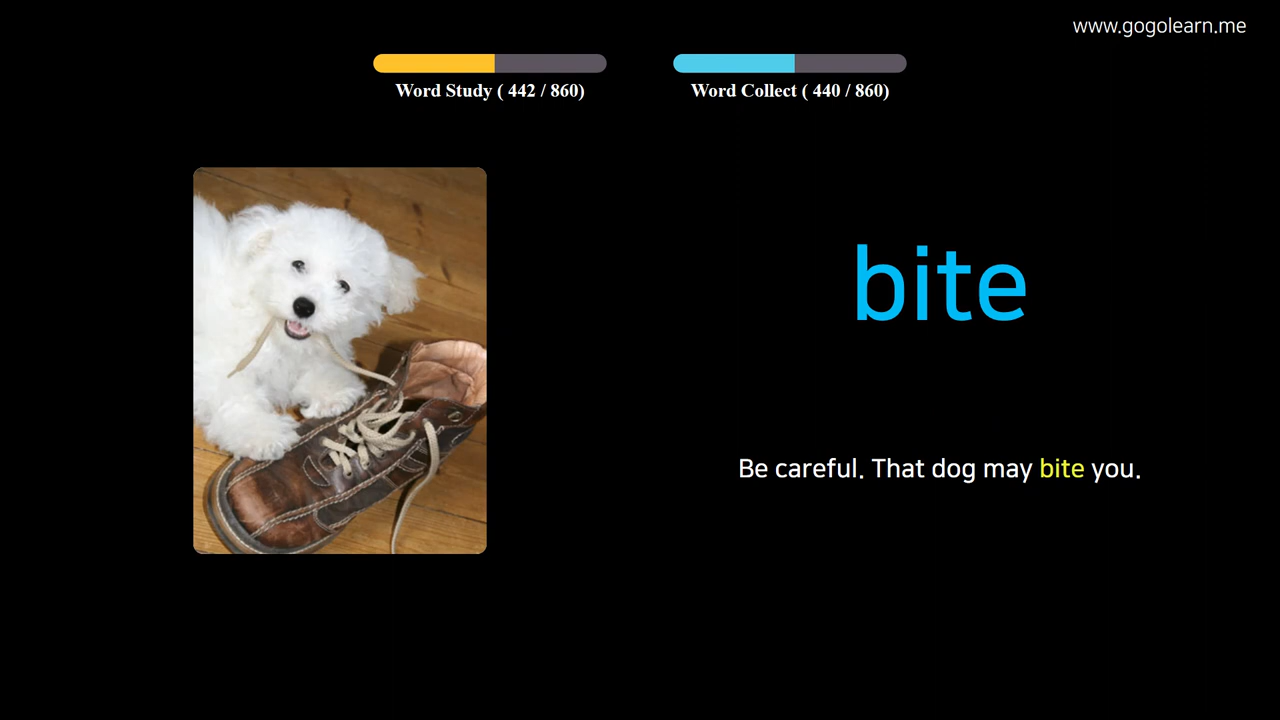 www.gogolearn.me
Word Study ( 442 / 860)
Word Collect ( 440 / 860)
bite
Be careful. That dog may bite you.